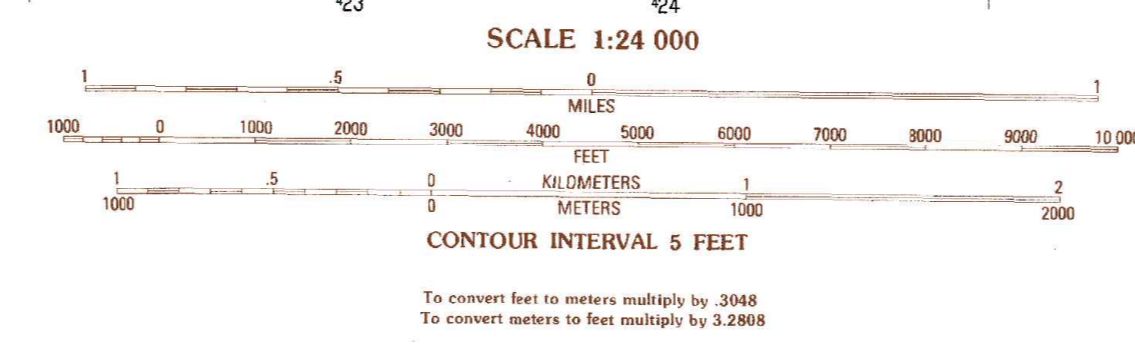 ⁴23 ⁴24
SCALE 1:24 000
1 .5 0 1
MILES
1000 0 1000 2000 3000 4000 5000 6000 7000 8000 9000 10 000
FEET
1 .5 0 KILOMETERS 1 2
1000 0 METERS 1000 2000
CONTOUR INTERVAL 5 FEET
To convert feet to meters multiply by .3048
To convert meters to feet multiply by 3.2808